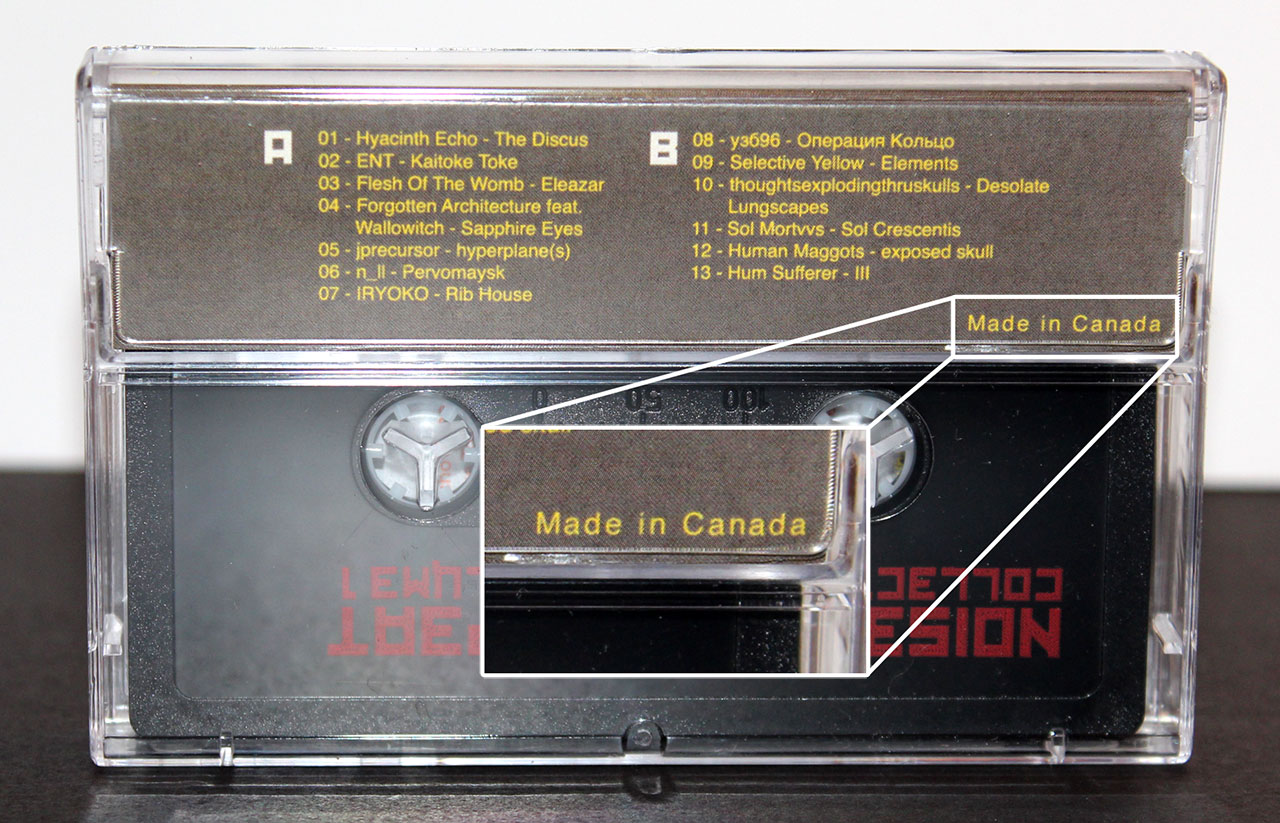 A
01 - Hyacinth Echo - The Discus
02 - ENT - Kaitoke Toke
03 - Flesh Of The Womb - Eleazar
04 - Forgotten Architecture feat.
Wallowitch - Sapphire Eyes
05 - jprecursor - hyperplane(s)
06 - n_ll - Pervomaysk
07 - IRYOKO - Rib House
B
08 - узб96 - Операция Кольцо
09 - Selective Yellow - Elements
10 - thoughtsexplodingthruskulls - Desolate
Lungscapes
11 - Sol Mortvvs - Sol Crescentis
12 - Human Maggots - exposed skull
13 - Hum Sufferer - III
Made in Canada
0 50 100
Made in Canada
NOISE